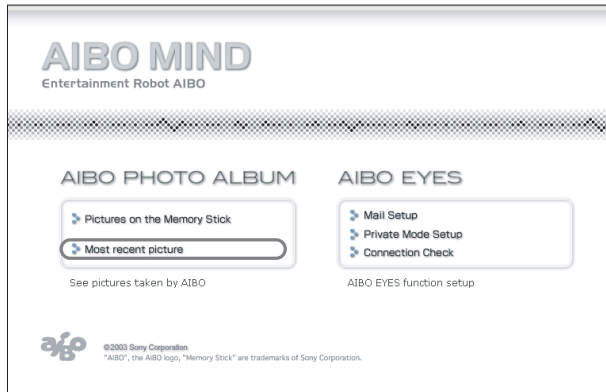 AIBO MIND
Entertainment Robot AIBO
AIBO PHOTO ALBUM
Pictures on the Memory Stick
Most recent picture
See pictures taken by AIBO
AIBO EYES
Mail Setup
Private Mode Setup
Connection Check
AIBO EYES function setup
aibo
©2003 Sony Corporation
"AIBO", the AIBO logo, "Memory Stick" are trademarks of Sony Corporation.